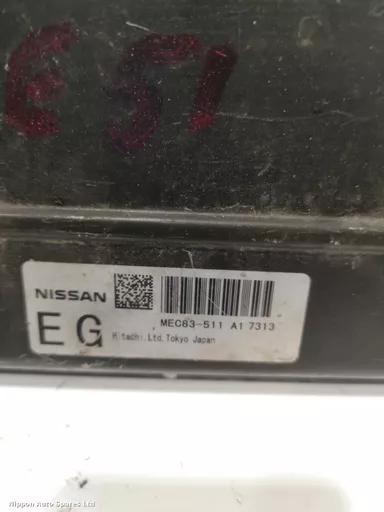 E51
NISSAN
EG
MEC83-511 A1 7313
Hitachi,Ltd.Tokyo Japan
Nippon Auto Spares Ltd